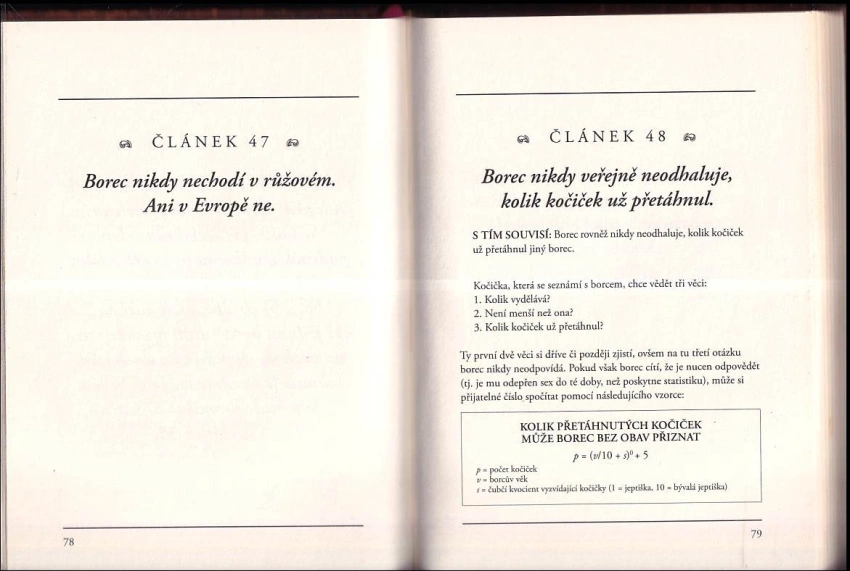 ČLÁNEK 47
Borec nikdy nechodí v růžovém.
Ani v Evropě ne.
78
ČLÁNEK 48
Borec nikdy veřejně neodhaluje,
kolik kočiček už přetáhnul.
S TÍM SOUVISÍ: Borec rovněž nikdy neodhaluje, kolik kočiček
už přetáhnul jiný borec.
Kočička, která se seznámí s borcem, chce vědět tři věci:
1. Kolik vydělává?
2. Není menší než ona?
3. Kolik kočiček už přetáhnul?
Ty první dvě věci si dříve či později zjistí, ovšem na tu třetí otázku
borec nikdy neodpovídá. Pokud však borec cítí, že je nucen odpovědět
(tj. je mu odepřen sex do té doby, než poskytne statistiku), může si
přijatelné číslo spočítat pomocí následujícího vzorce:
KOLIK PŘETÁHNUTÝCH KOČIČEK
MŮŽE BOREC BEZ OBAV PŘIZNAT
p = (v/10 + s)⁰ + 5
p = počet kočiček
v = borcův věk
s = čubčí kvocient vyzvídající kočičky (1 = jeptiška, 10 = bývalá jeptiška)
79